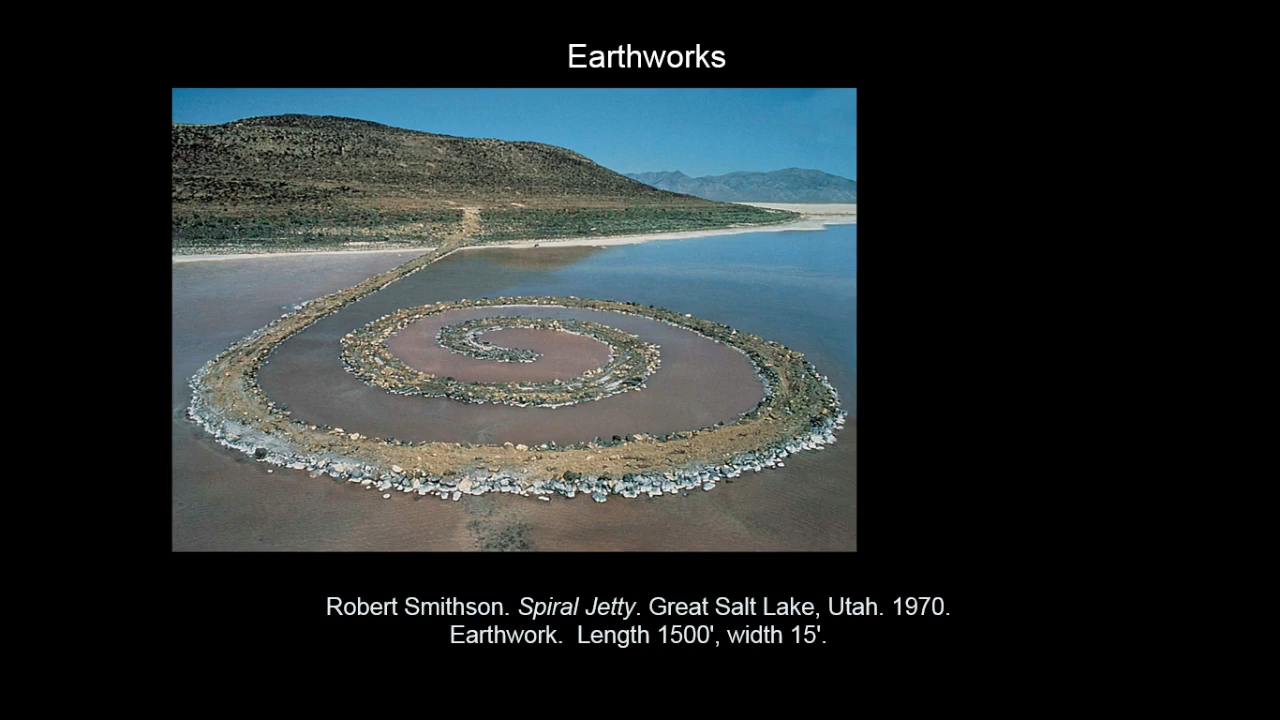 Earthworks
Robert Smithson. Spiral Jetty. Great Salt Lake, Utah. 1970.
Earthwork.  Length 1500', width 15'.